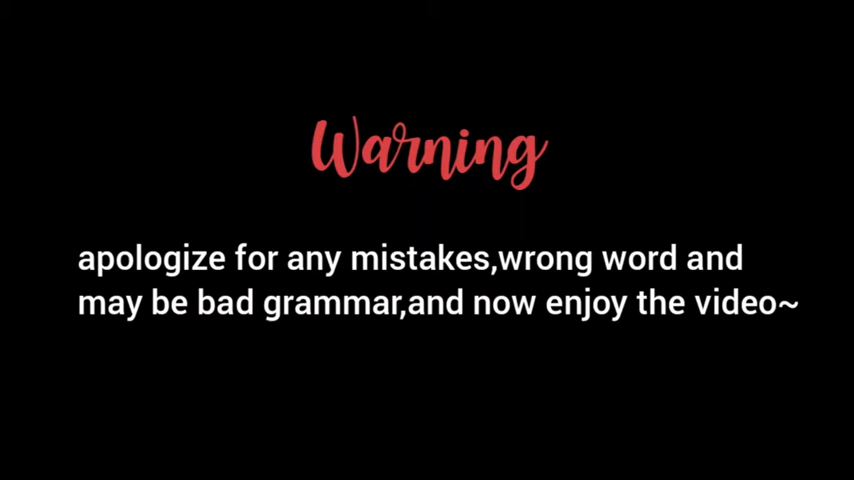 Warning
apologize for any mistakes,wrong word and
may be bad grammar,and now enjoy the video~